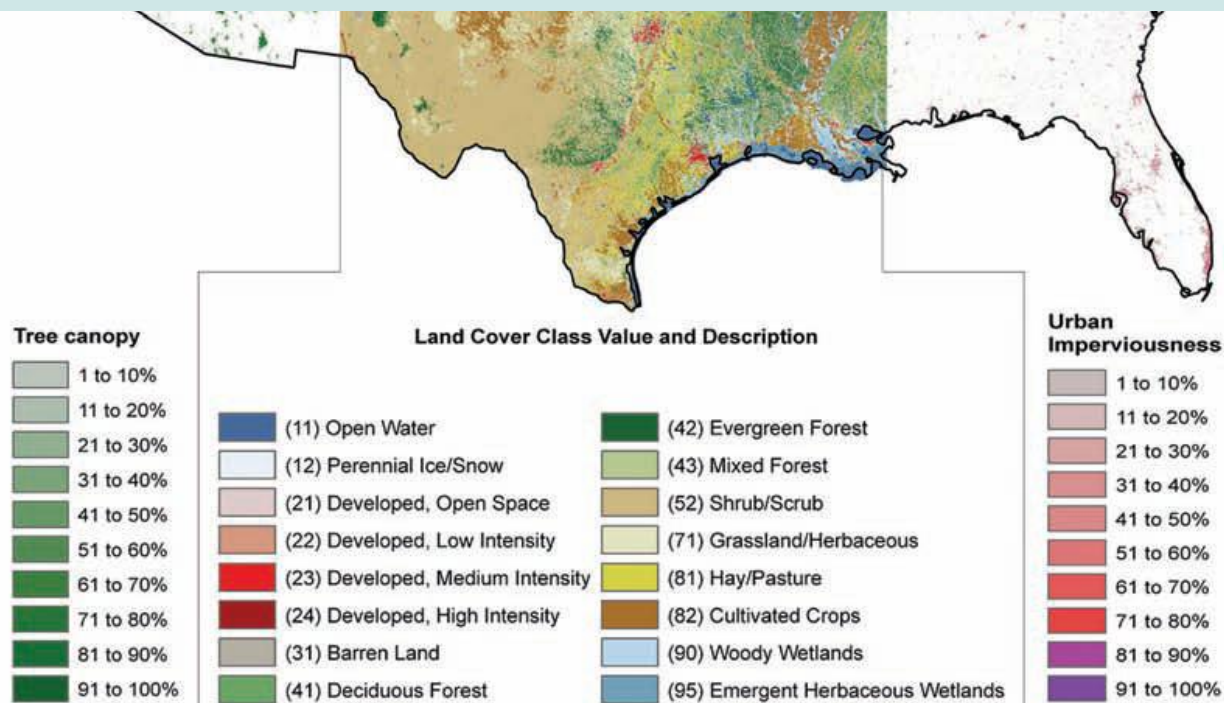 Tree canopy
1 to 10%
11 to 20%
21 to 30%
31 to 40%
41 to 50%
51 to 60%
61 to 70%
71 to 80%
81 to 90%
91 to 100%
Land Cover Class Value and Description
(11) Open Water
(12) Perennial Ice/Snow
(21) Developed, Open Space
(22) Developed, Low Intensity
(23) Developed, Medium Intensity
(24) Developed, High Intensity
(31) Barren Land
(41) Deciduous Forest
(42) Evergreen Forest
(43) Mixed Forest
(52) Shrub/Scrub
(71) Grassland/Herbaceous
(81) Hay/Pasture
(82) Cultivated Crops
(90) Woody Wetlands
(95) Emergent Herbaceous Wetlands
Urban
Imperviousness
1 to 10%
11 to 20%
21 to 30%
31 to 40%
41 to 50%
51 to 60%
61 to 70%
71 to 80%
81 to 90%
91 to 100%